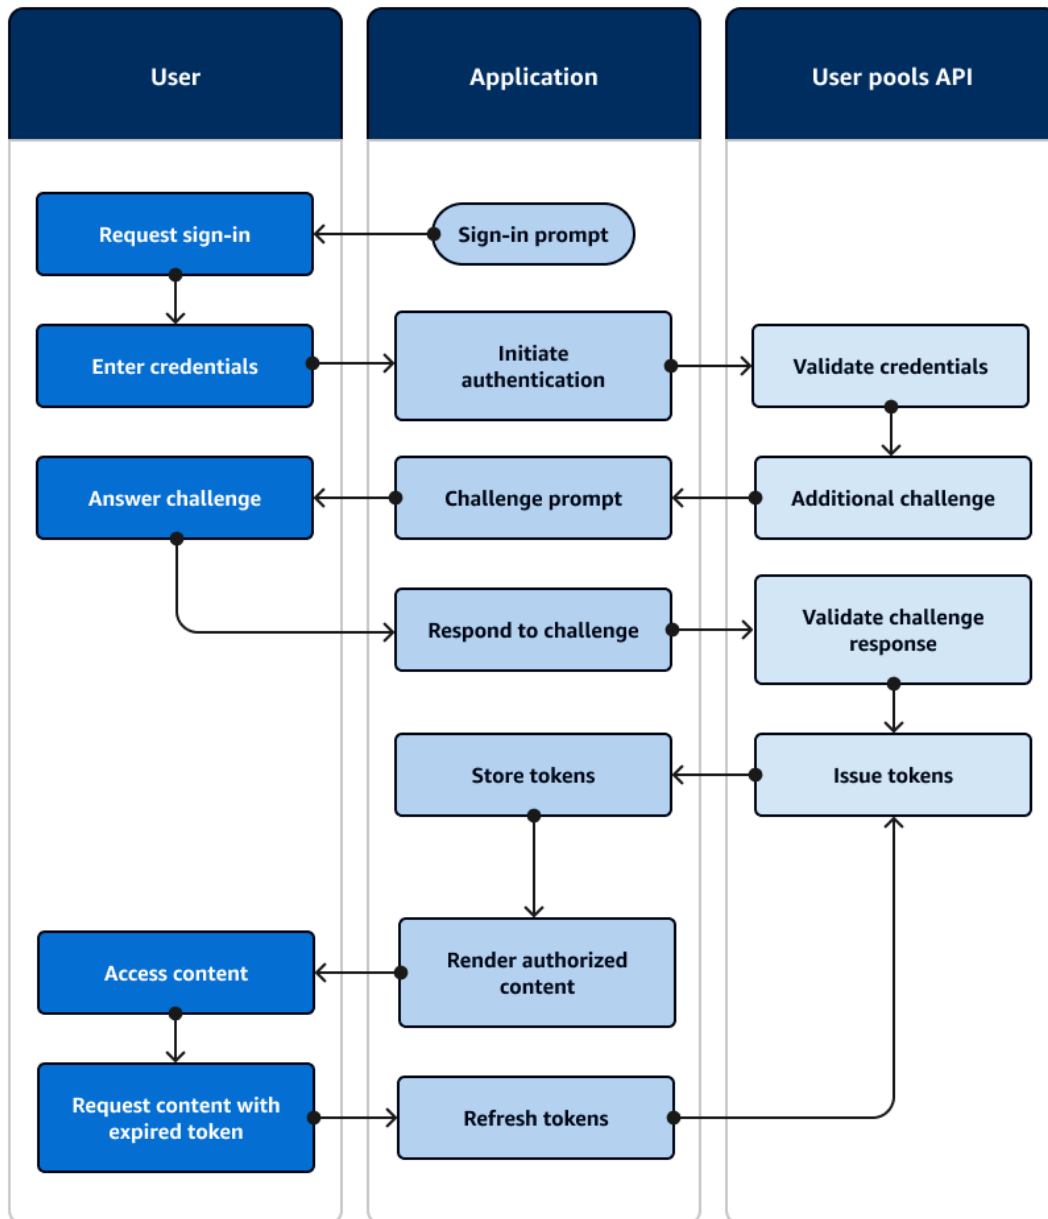 User
Application
User pools API
Request sign-in
Sign-in prompt
Enter credentials
Initiate
authentication
Validate credentials
Answer challenge
Challenge prompt
Additional challenge
Respond to challenge
Validate challenge
response
Store tokens
Issue tokens
Access content
Render authorized
content
Request content with
expired token
Refresh tokens